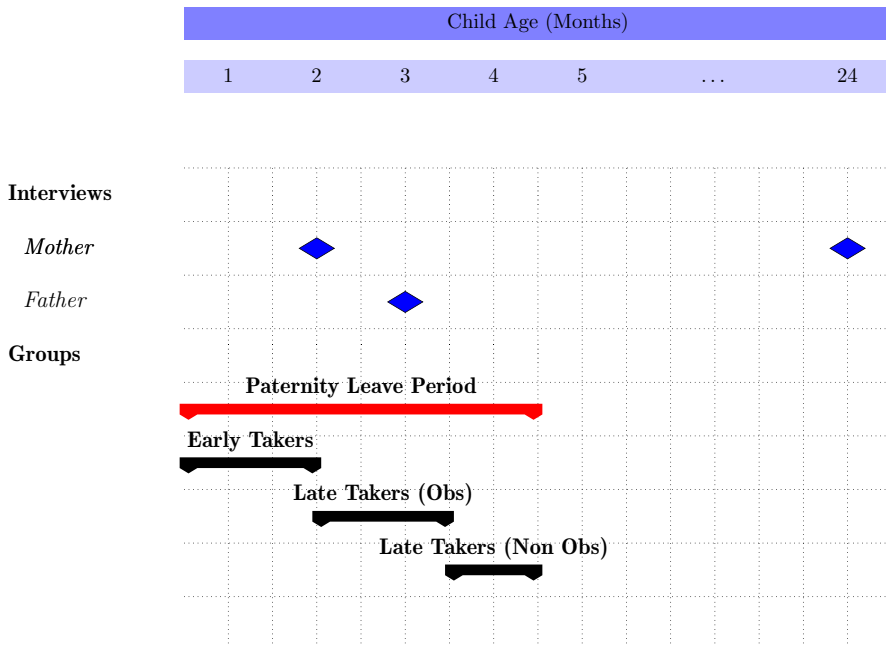 Child Age (Months)
1 2 3 4 5 ... 24
Interviews
Mother
Father
Groups
Paternity Leave Period
Early Takers
Late Takers (Obs)
Late Takers (Non Obs)